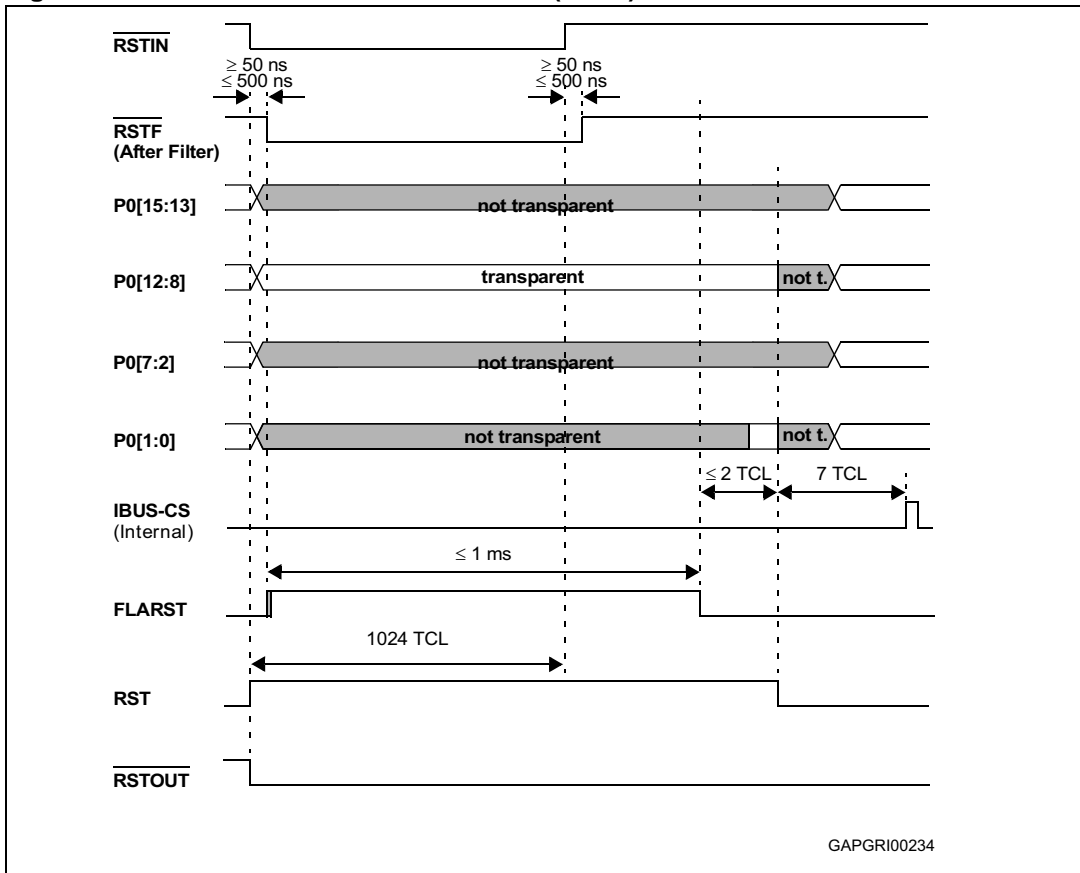 RSTIN
≥ 50 ns ≥ 50 ns
≤ 500 ns ≤ 500 ns
RSTF
(After Filter)
P0[15:13] not transparent
P0[12:8] transparent not t.
P0[7:2] not transparent
P0[1:0] not transparent not t.
≤ 2 TCL 7 TCL
IBUS-CS
(Internal)
≤ 1 ms
FLARST
1024 TCL
RST
RSTOUT
GAPGRI00234